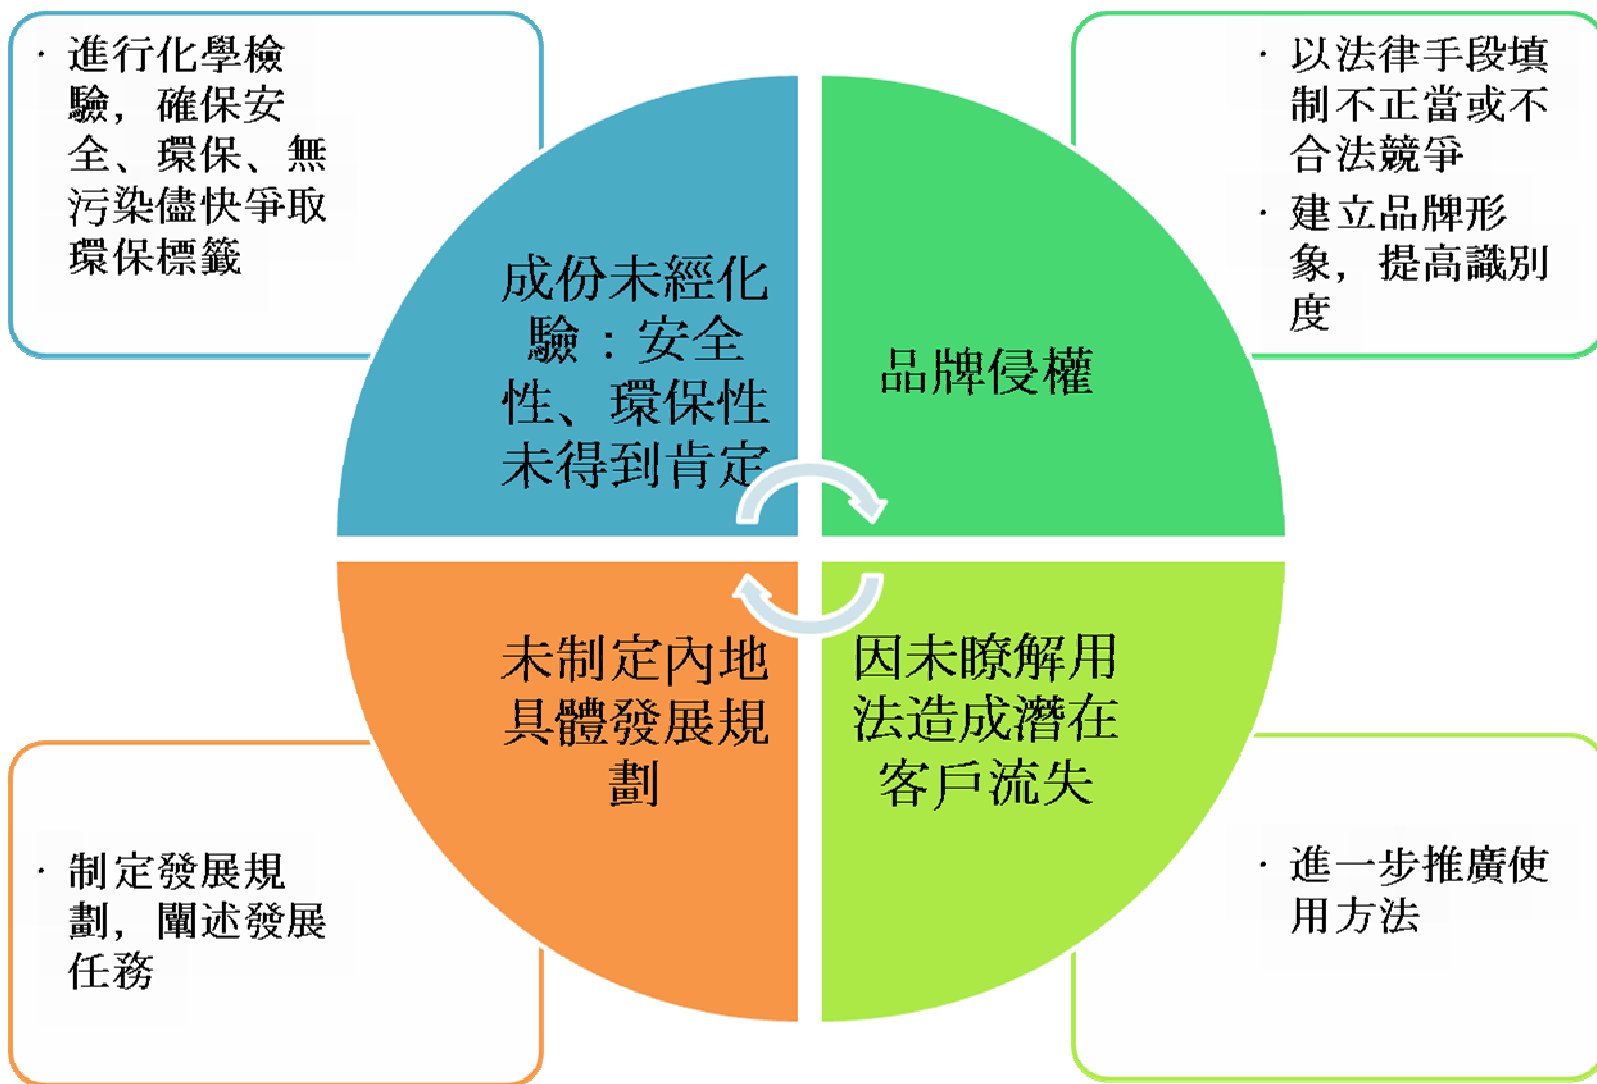 · 進行化學檢
驗，確保安
全、環保、無
污染儘快爭取
環保標籤
· 以法律手段填
制不正當或不
合法競爭
· 建立品牌形
象，提高識別
度
成份未經化
驗：安全
性、環保性
未得到肯定
品牌侵權
未制定內地
具體發展規
劃
因未瞭解用
法造成潛在
客戶流失
· 制定發展規
劃，闡述發展
任務
· 進一步推廣使
用方法